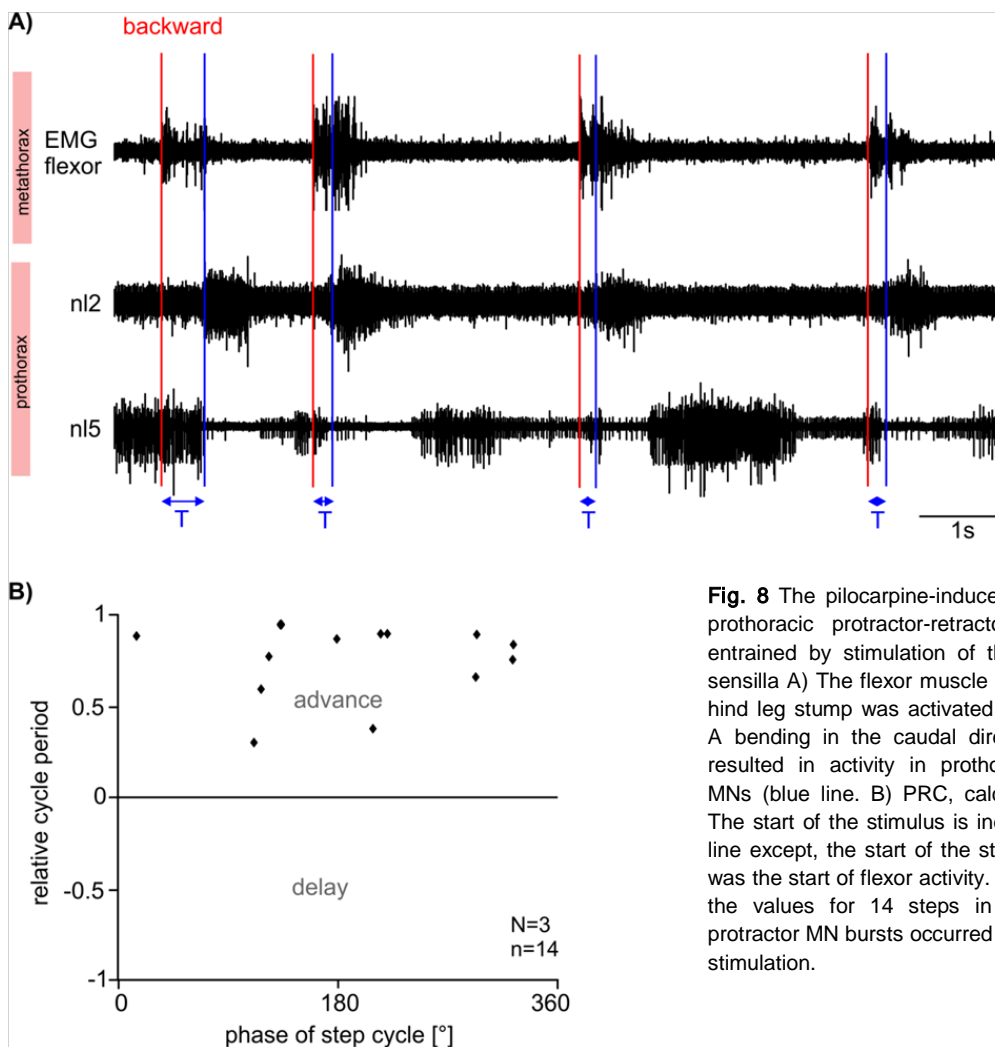 A)
backward
metathorax
EMG
flexor
prothorax
nl2
nl5
T
T
T
T
1s
B)
1
0.5
0
-0.5
-1
relative cycle period
advance
delay
N=3
n=14
0
180
360
phase of step cycle [°]
Fig. 8 The pilocarpine-induce
prothoracic protractor-retracto
entrained by stimulation of th
sensilla A) The flexor muscle
hind leg stump was activated
A bending in the caudal dire
resulted in activity in protho
MNs (blue line. B) PRC, calc
The start of the stimulus is inc
line except, the start of the st
was the start of flexor activity.
the values for 14 steps in
protractor MN bursts occurred
stimulation.